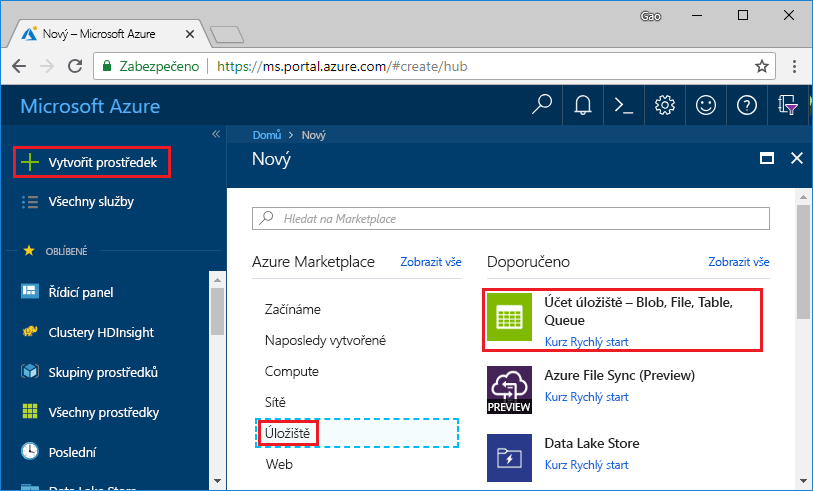 Gao
Nový – Microsoft Azure
Zabezpečeno
https://ms.portal.azure.com/#create/hub
Microsoft Azure
Vytvořit prostředek
Všechny služby
OBLÍBENÉ
Řídicí panel
Clustery HDInsight
Skupiny prostředků
Všechny prostředky
Poslední
Data Lake Store
Domů > Nový
Nový
Hledat na Marketplace
Azure Marketplace Zobrazit vše
Začínáme
Naposledy vytvořené
Compute
Sítě
Úložiště
Web
Doporučeno Zobrazit vše
Účet úložiště – Blob, File, Table,
Queue
Kurz Rychlý start
Azure File Sync (Preview)
Kurz Rychlý start
PREVIEW
Data Lake Store
Kurz Rychlý start